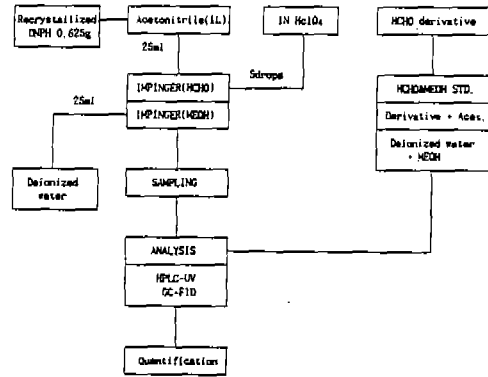 Recrystallized
DNPH 0.625g
Acetonitrile(1L)
1N HclO₄
HCHO derivative
25ml
5drops
IMPINGER(HCHO)
IMPINGER(MEOH)
25ml
HCHO&MEOH STD.
Derivative + Aces.
Deionized water
+ MEOH
Deionized
water
SAMPLING
ANALYSIS
HPLC-UV
GC-FID
Quantification